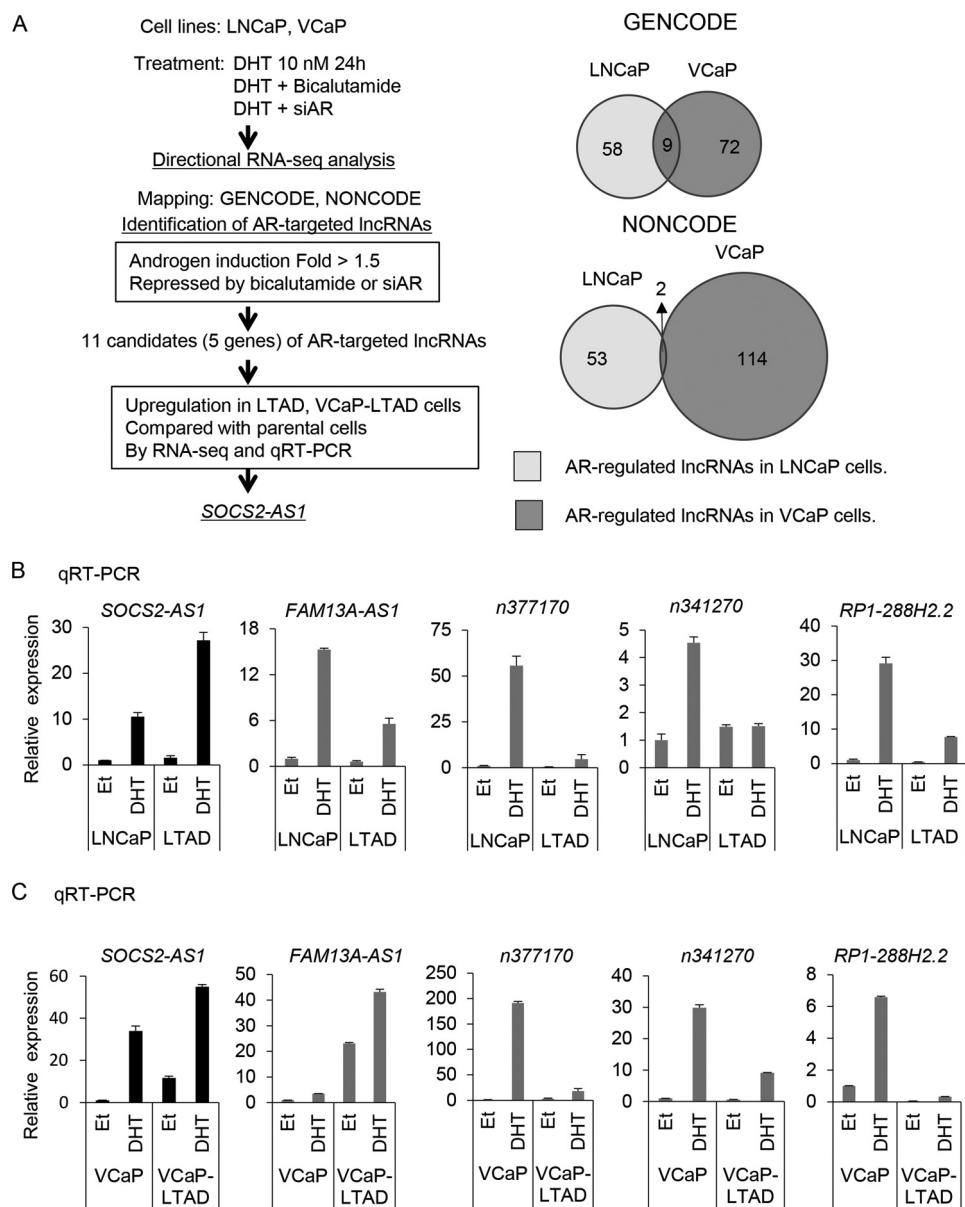 A
Cell lines: LNCaP, VCaP
Treatment: DHT 10 nM 24h
DHT + Bicalutamide
DHT + siAR
Directional RNA-seq analysis
Mapping: GENCODE, NONCODE
Identification of AR-targeted lncRNAs
Androgen induction Fold > 1.5
Repressed by bicalutamide or siAR
11 candidates (5 genes) of AR-targeted lncRNAs
Upregulation in LTAD, VCaP-LTAD cells
Compared with parental cells
By RNA-seq and qRT-PCR
SOCS2-AS1
GENCODE
LNCaP VCaP
58 9 72
NONCODE
VCaP
LNCaP 2
53 114
AR-regulated lncRNAs in LNCaP cells.
AR-regulated lncRNAs in VCaP cells.
B qRT-PCR
Relative expression
SOCS2-AS1
30
20
10
0
Et DHT Et DHT
LNCaP LTAD
FAM13A-AS1
18
12
6
0
Et DHT Et DHT
LNCaP LTAD
n377170
75
50
25
0
Et DHT Et DHT
LNCaP LTAD
n341270
5
4
3
2
1
0
Et DHT Et DHT
LNCaP LTAD
RP1-288H2.2
40
30
20
10
0
Et DHT Et DHT
LNCaP LTAD
C qRT-PCR
Relative expression
SOCS2-AS1
60
40
20
0
Et DHT Et DHT
VCaP VCaP-
LTAD
FAM13A-AS1
50
40
30
20
10
0
Et DHT Et DHT
VCaP VCaP-
LTAD
n377170
250
200
150
100
50
0
Et DHT Et DHT
VCaP VCaP-
LTAD
n341270
40
30
20
10
0
Et DHT Et DHT
VCaP VCaP-
LTAD
RP1-288H2.2
8
6
4
2
0
Et DHT Et DHT
VCaP VCaP-
LTAD